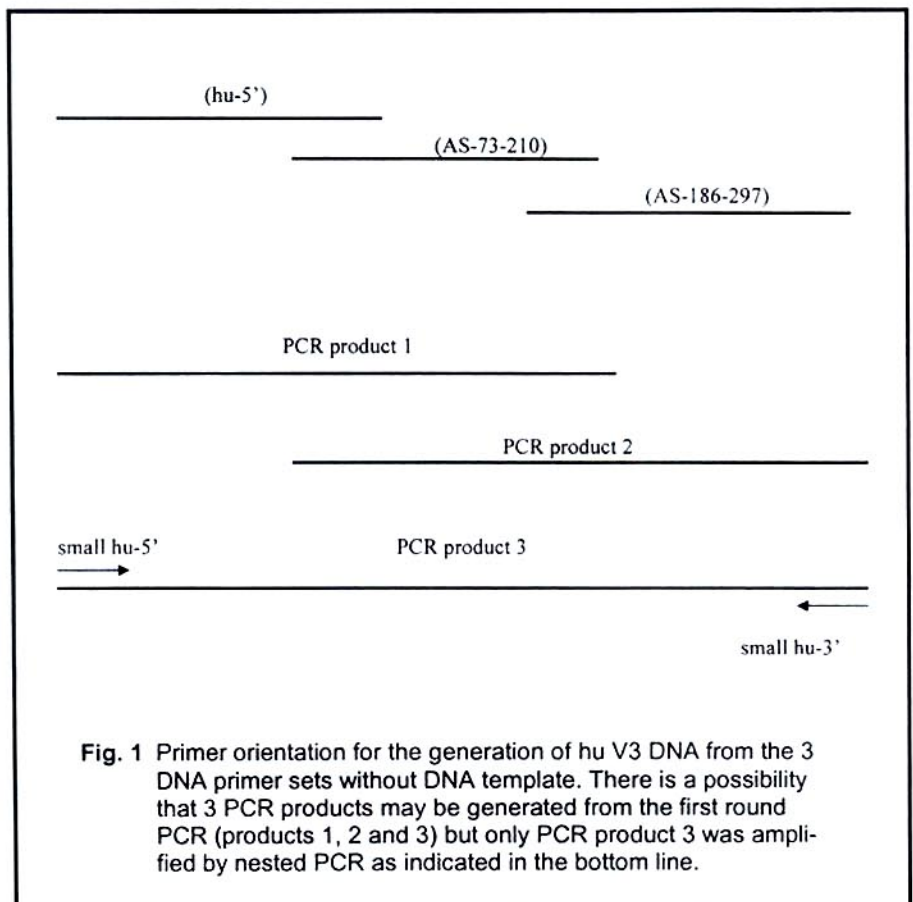 (hu-5’)
(AS-73-210)
(AS-186-297)
PCR product 1
PCR product 2
small hu-5’
PCR product 3
small hu-3’
Fig. 1 Primer orientation for the generation of hu V3 DNA from the 3
DNA primer sets without DNA template. There is a possibility
that 3 PCR products may be generated from the first round
PCR (products 1, 2 and 3) but only PCR product 3 was ampli-
fied by nested PCR as indicated in the bottom line.